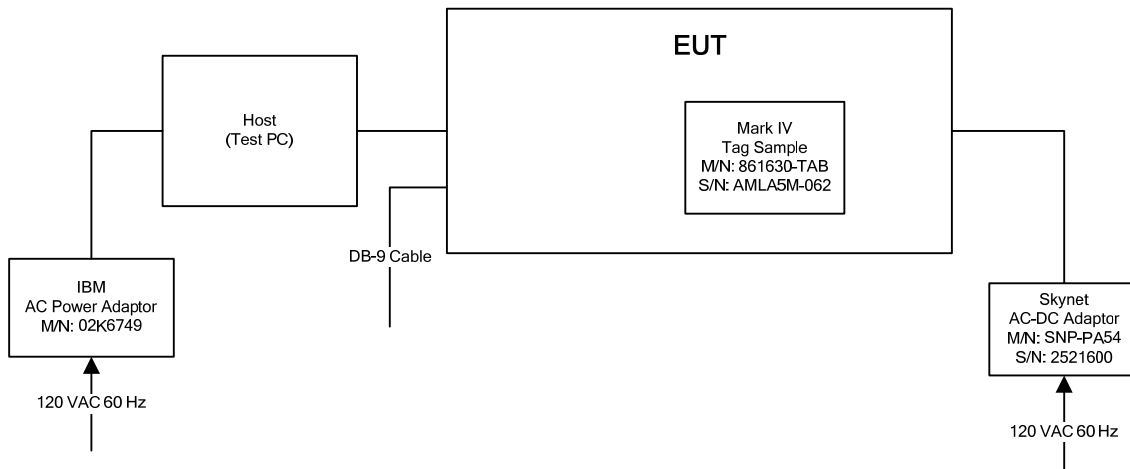 EUT
Host
(Test PC)
Mark IV
Tag Sample
M/N: 861630-TAB
S/N: AMLA5M-062
DB-9 Cable
IBM
AC Power Adaptor
M/N: 02K6749
120 VAC 60 Hz
Skynet
AC-DC Adaptor
M/N: SNP-PA54
S/N: 2521600
120 VAC 60 Hz